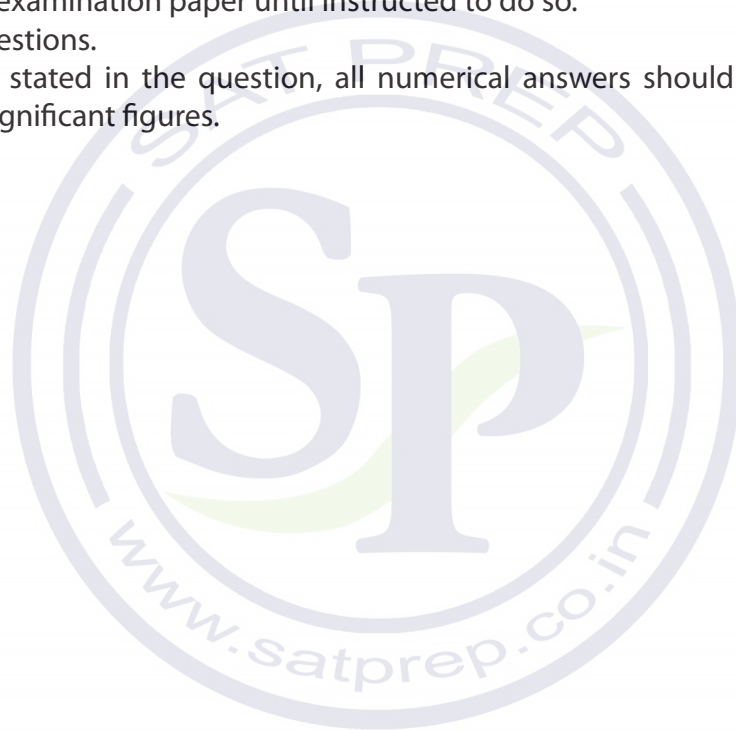 examination paper until instructed to do so.
estions.
stated in the question, all numerical answers should
gnificant figures.
SAT PREP
SP
www.satprep.co.in